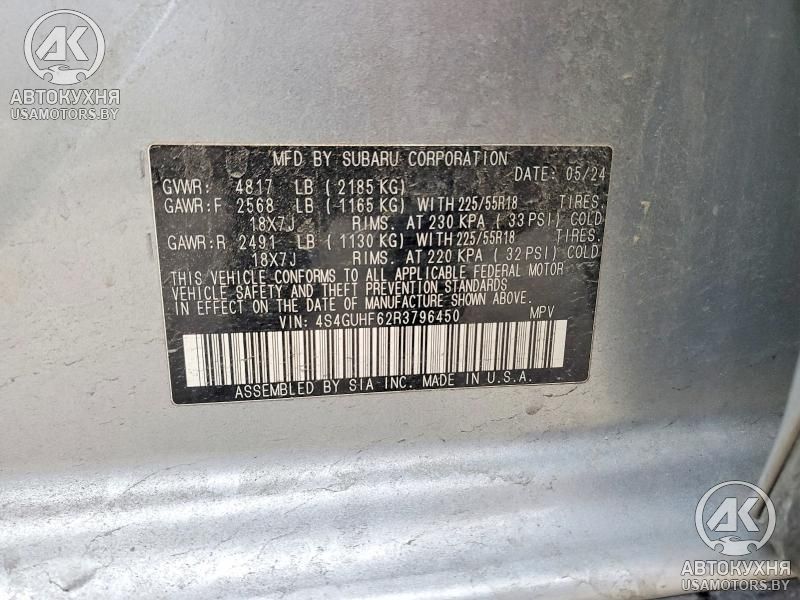 AK
АВТОКУХНЯ
USAMOTORS.BY
MFD BY SUBARU CORPORATION
DATE: 05/24
GVWR: 4817 LB (2185 KG)
GAWR:F 2568 LB (1165 KG) WITH 225/55R18 TIRES.
18X7J RIMS. AT 230 KPA (33 PSI) COLD
GAWR:R 2491 LB (1130 KG) WITH 225/55R18 TIRES.
18X7J RIMS. AT 220 KPA (32 PSI) COLD
THIS VEHICLE CONFORMS TO ALL APPLICABLE FEDERAL MOTOR
VEHICLE SAFETY AND THEFT PREVENTION STANDARDS
IN EFFECT ON THE DATE OF MANUFACTURE SHOWN ABOVE.
VIN: 4S4GUHF62R3796450 MPV
ASSEMBLED BY SIA INC. MADE IN U.S.A.
AK
АВТОКУХНЯ
USAMOTORS.BY